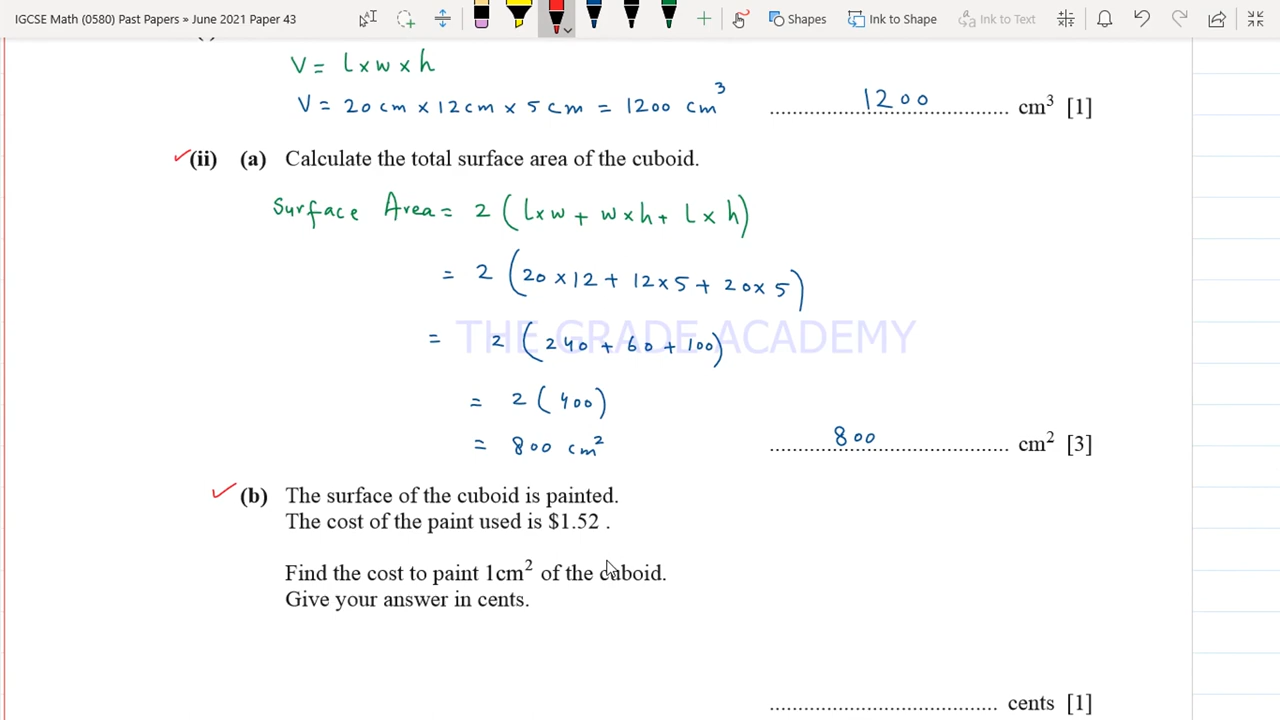 IGCSE Math (0580) Past Papers » June 2021 Paper 43
Shapes
Ink to Shape
Ink to Text
V = l x w x h
V = 20 cm x 12 cm x 5 cm = 1200 cm³
1200 cm³ [1]
✓(ii) (a) Calculate the total surface area of the cuboid.
Surface Area = 2 (l x w + w x h + l x h)
= 2 (20 x 12 + 12 x 5 + 20 x 5)
THE GRADE ACADEMY
= 2 (240 + 60 + 100)
= 2 (400)
= 800 cm²
800 cm² [3]
✓(b) The surface of the cuboid is painted.
The cost of the paint used is $1.52 .
Find the cost to paint 1cm² of the cuboid.
Give your answer in cents.
cents [1]